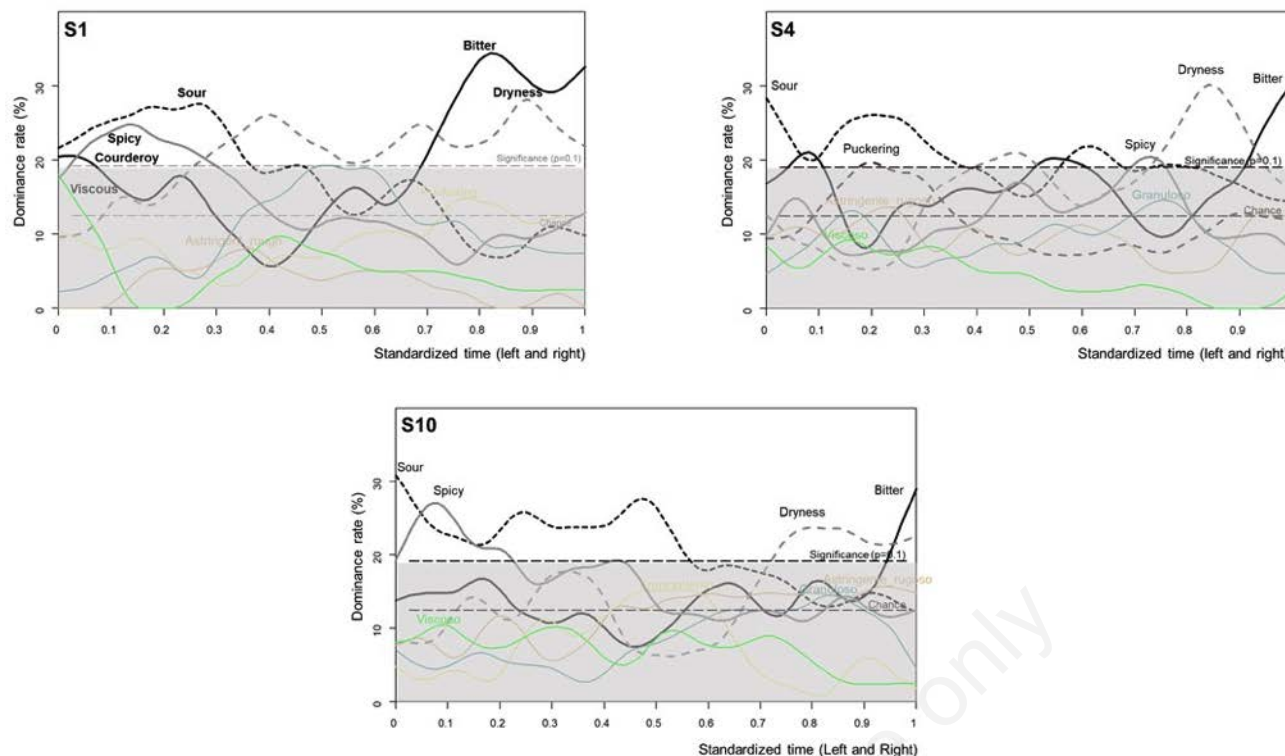 S1
Dominance rate (%)
30
20
10
0
Sour
Spicy
Courderoy
Viscous
Bitter
Dryness
Significance (p=0.1)
Chance
0 0.1 0.2 0.3 0.4 0.5 0.6 0.7 0.8 0.9 1
Standardized time (left and right)
S4
Dominance rate (%)
30
20
10
0
Sour
Puckering
Viscoso
Spicy
Granuloso
Dryness
Bitter
Significance (p=0.1)
Chance
0 0.1 0.2 0.3 0.4 0.5 0.6 0.7 0.8 0.9
Standardized time (left and right)
S10
Dominance rate (%)
30
20
10
0
Sour
Spicy
Viscoso
Dryness
Bitter
Significance (p=0.1)
Astringente_rugoso
Granuloso
Chance
0 0.1 0.2 0.3 0.4 0.5 0.6 0.7 0.8 0.9 1
Standardized time (Left and Right)
only